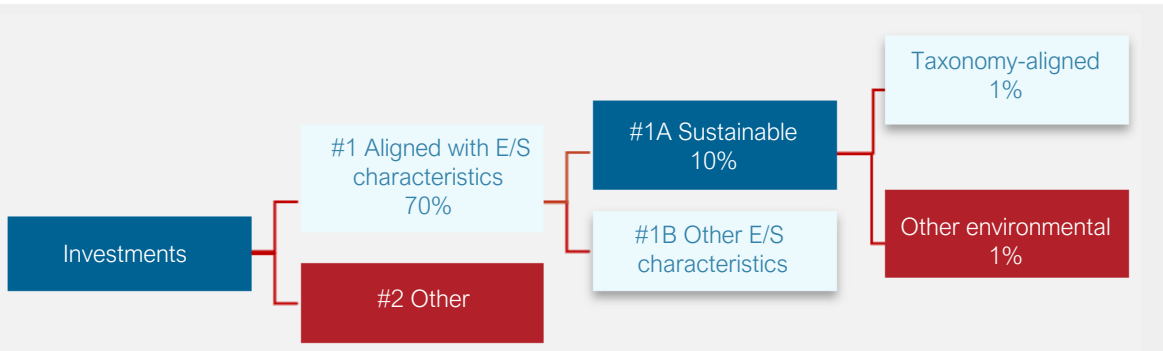 Investments
#1 Aligned with E/S
characteristics
70%
#2 Other
#1A Sustainable
10%
#1B Other E/S
characteristics
Taxonomy-aligned
1%
Other environmental
1%